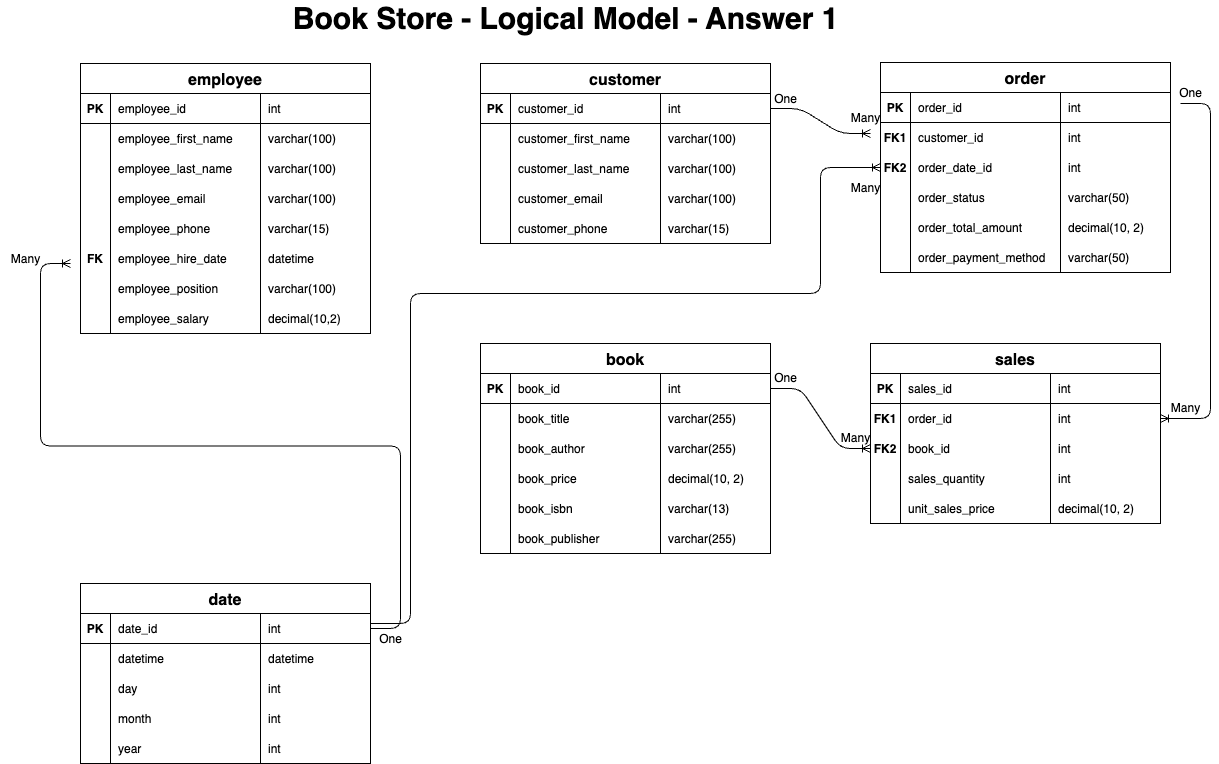 Book Store - Logical Model - Answer 1
employee
PK employee_id int
employee_first_name varchar(100)
employee_last_name varchar(100)
employee_email varchar(100)
employee_phone varchar(15)
Many
FK employee_hire_date datetime
employee_position varchar(100)
employee_salary decimal(10,2)
customer
PK customer_id int
One
customer_first_name varchar(100)
customer_last_name varchar(100)
customer_email varchar(100)
customer_phone varchar(15)
order
One
PK order_id int
Many
FK1 customer_id int
FK2 order_date_id int
Many
order_status varchar(50)
order_total_amount decimal(10, 2)
order_payment_method varchar(50)
book
PK book_id int
One
book_title varchar(255)
book_author varchar(255)
book_price decimal(10, 2)
book_isbn varchar(13)
book_publisher varchar(255)
sales
PK sales_id int
Many
FK1 order_id int
Many
FK2 book_id int
sales_quantity int
unit_sales_price decimal(10, 2)
date
PK date_id int
One
datetime datetime
day int
month int
year int